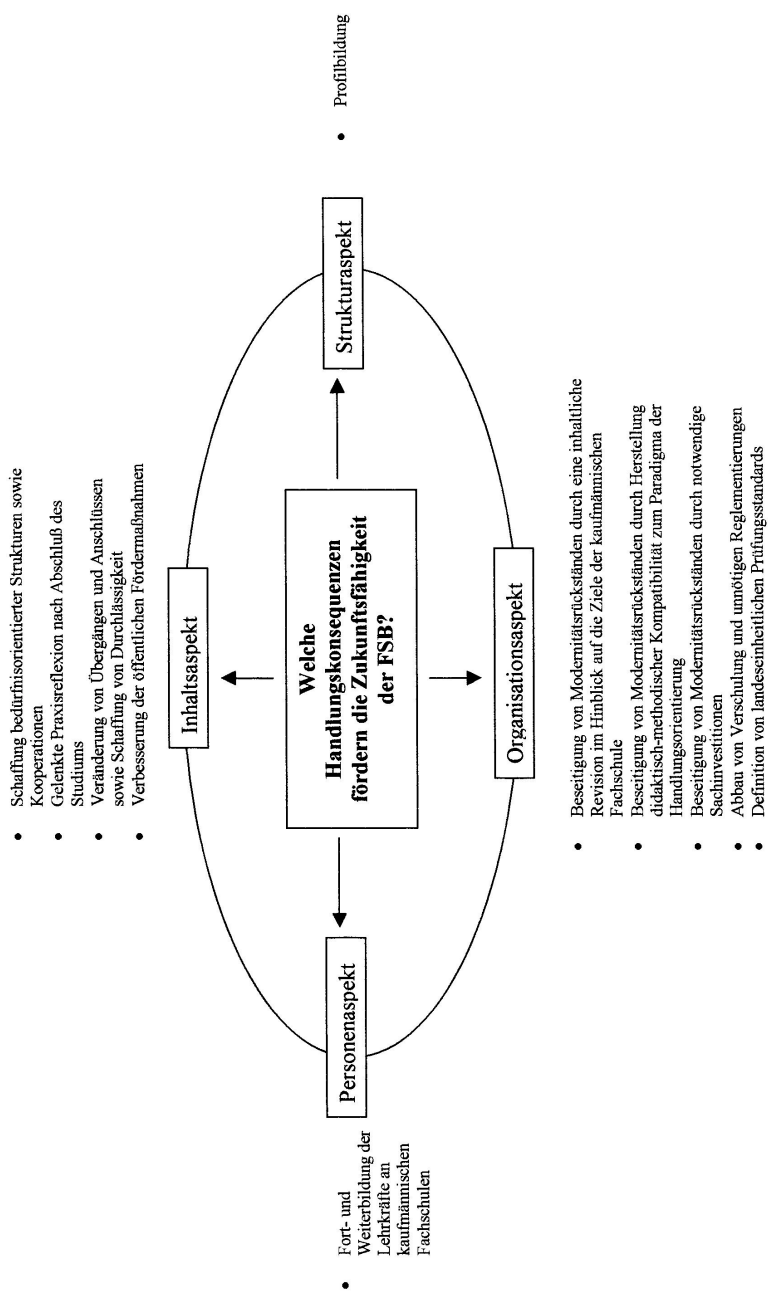 • Schaffung bedürfnisorientierter Strukturen sowie
Kooperationen
• Gelenkte Praxisreflexion nach Abschluß des
Studiums
• Veränderung von Übergängen und Anschlüssen
sowie Schaffung von Durchlässigkeit
• Verbesserung der öffentlichen Fördermaßnahmen
Inhaltsaspekt
• Fort- und
Weiterbildung der
Lehrkräfte an
kaufmännischen
Fachschulen
Personenaspekt
Welche
Handlungskonsequenzen
fördern die Zukunftsfähigkeit
der FSB?
Strukturaspekt
• Profilbildung
Organisationsaspekt
• Beseitigung von Modernitätsrückständen durch eine inhaltliche
Revision im Hinblick auf die Ziele der kaufmännischen
Fachschule
• Beseitigung von Modernitätsrückständen durch Herstellung
didaktisch-methodischer Kompatibilität zum Paradigma der
Handlungsorientierung
• Beseitigung von Modernitätsrückständen durch notwendige
Sachinvestitionen
• Abbau von Verschulung und unnötigen Reglementierungen
• Definition von landeseinheitlichen Prüfungsstandards